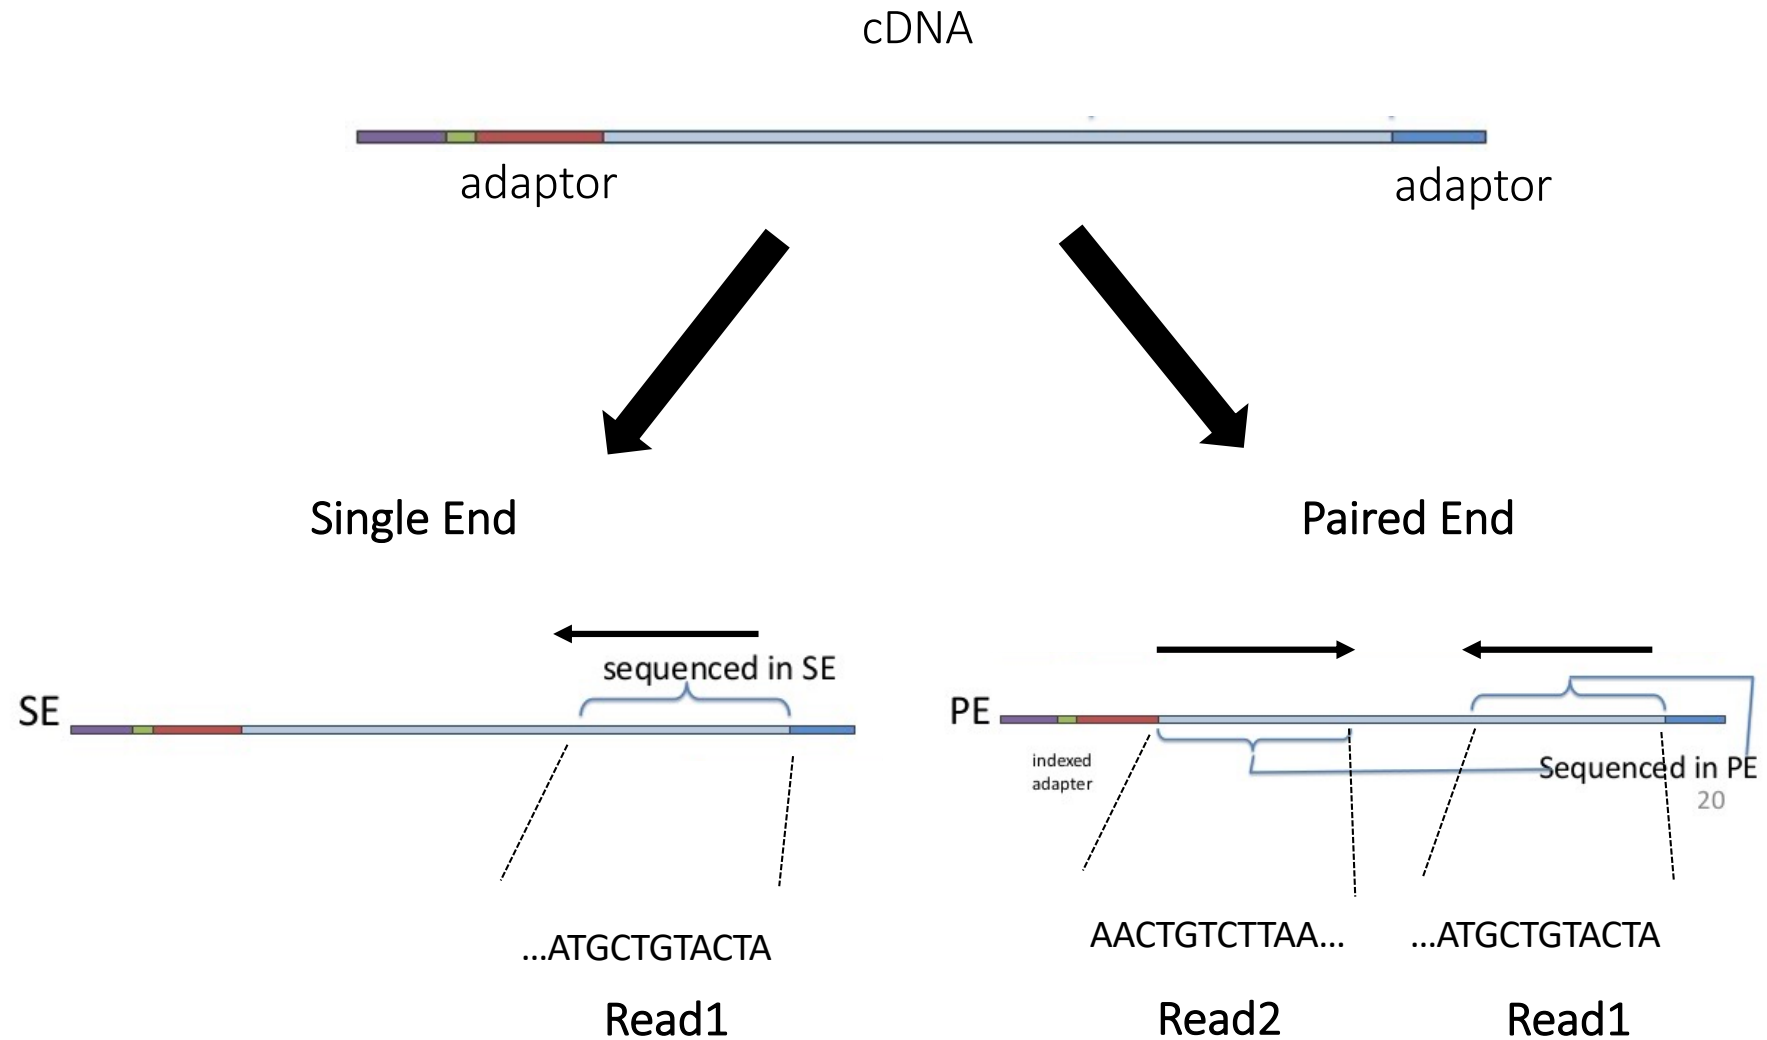 cDNA
adaptor
adaptor
Single End
Paired End
sequenced in SE
SE
PE
indexed
adapter
Sequenced in PE
20
...ATGCTGTACTA
AACTGTCTTAA...
...ATGCTGTACTA
Read1
Read2
Read1